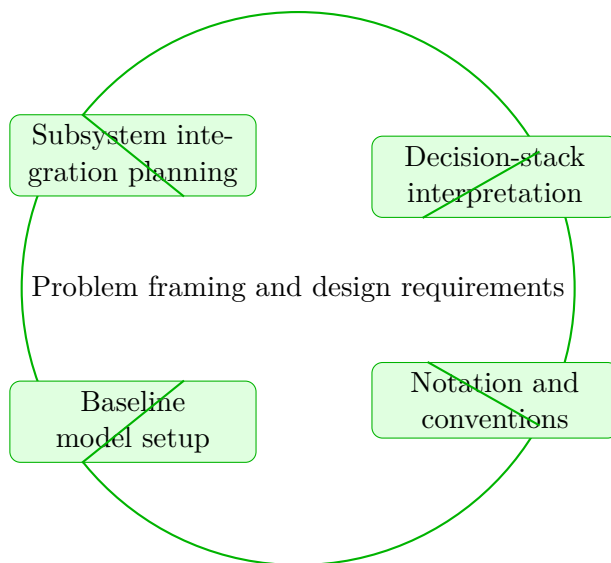 Subsystem inte-
gration planning
Decision-stack
interpretation
Problem framing and design requirements
Baseline
model setup
Notation and
conventions